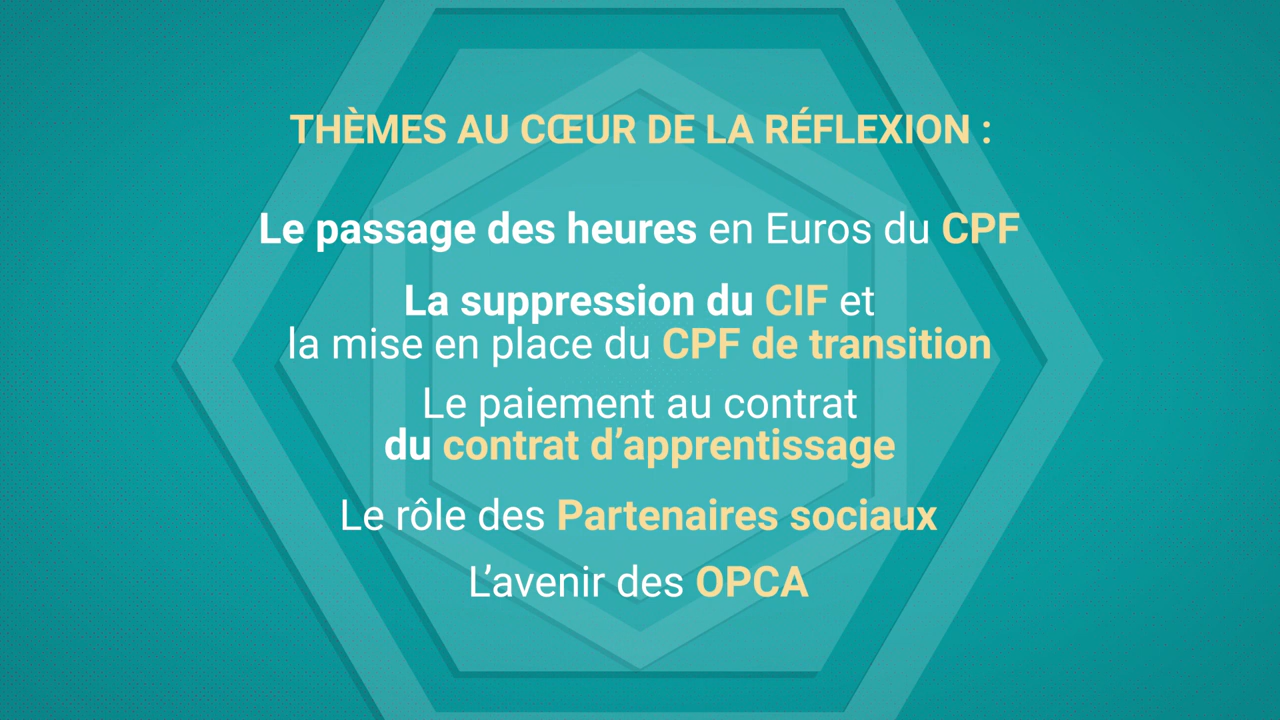 THÈMES AU CŒUR DE LA RÉFLEXION :
Le passage des heures en Euros du CPF
La suppression du CIF et
la mise en place du CPF de transition
Le paiement au contrat
du contrat d’apprentissage
Le rôle des Partenaires sociaux
L’avenir des OPCA